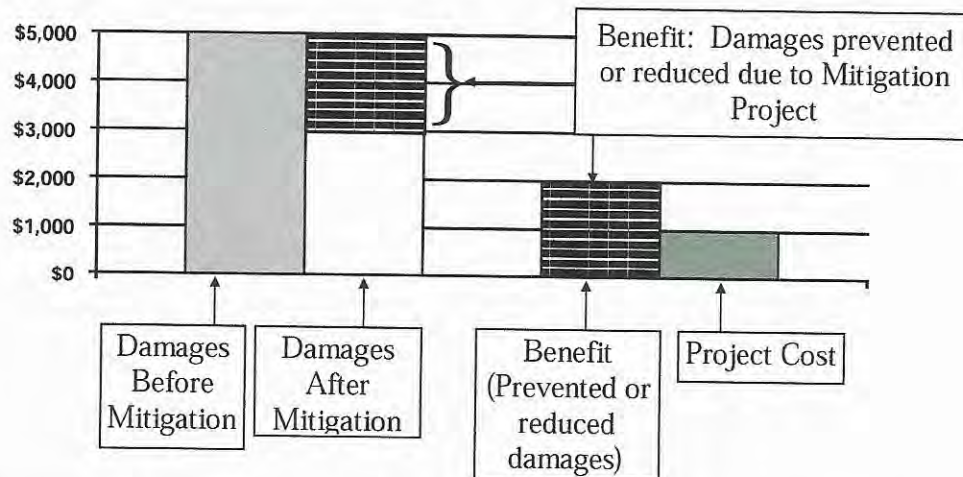 $5,000
$4,000
$3,000
$2,000
$1,000
$0
Benefit: Damages prevented
or reduced due to Mitigation
Project
Damages
Before
Mitigation
Damages
After
Mitigation
Benefit
(Prevented or
reduced
damages)
Project Cost